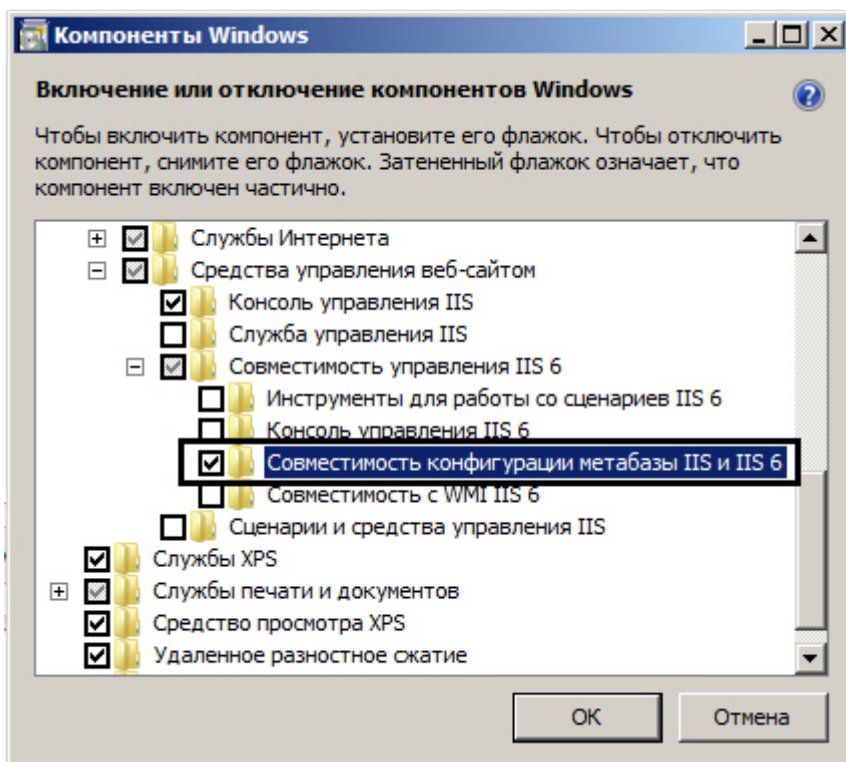 Компоненты Windows
Включение или отключение компонентов Windows
Чтобы включить компонент, установите его флажок. Чтобы отключить
компонент, снимите его флажок. Затененный флажок означает, что
компонент включен частично.
Службы Интернета
Средства управления веб-сайтом
Консоль управления IIS
Служба управления IIS
Совместимость управления IIS 6
Инструменты для работы со сценариев IIS 6
Консоль управления IIS 6
Совместимость конфигурации метабазы IIS и IIS 6
Совместимость с WMI IIS 6
Сценарии и средства управления IIS
Службы XPS
Службы печати и документов
Средство просмотра XPS
Удаленное разностное сжатие
ОК
Отмена